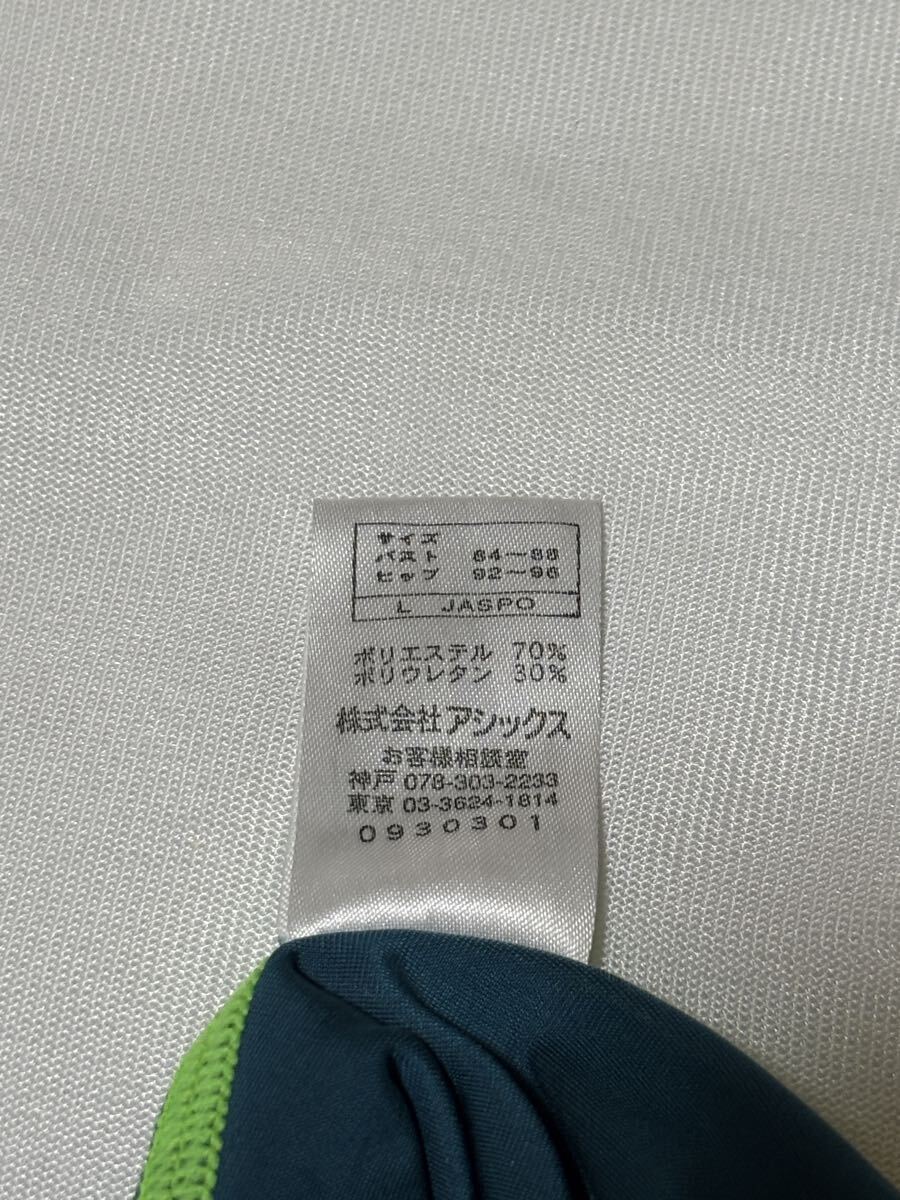 サイズ
バスト 84～88
ヒップ 92～96
L JASPO
ポリエステル 70%
ポリウレタン 30%
株式会社アシックス
お客様相談室
神戸 078-303-2233
東京 03-3624-1814
0930301